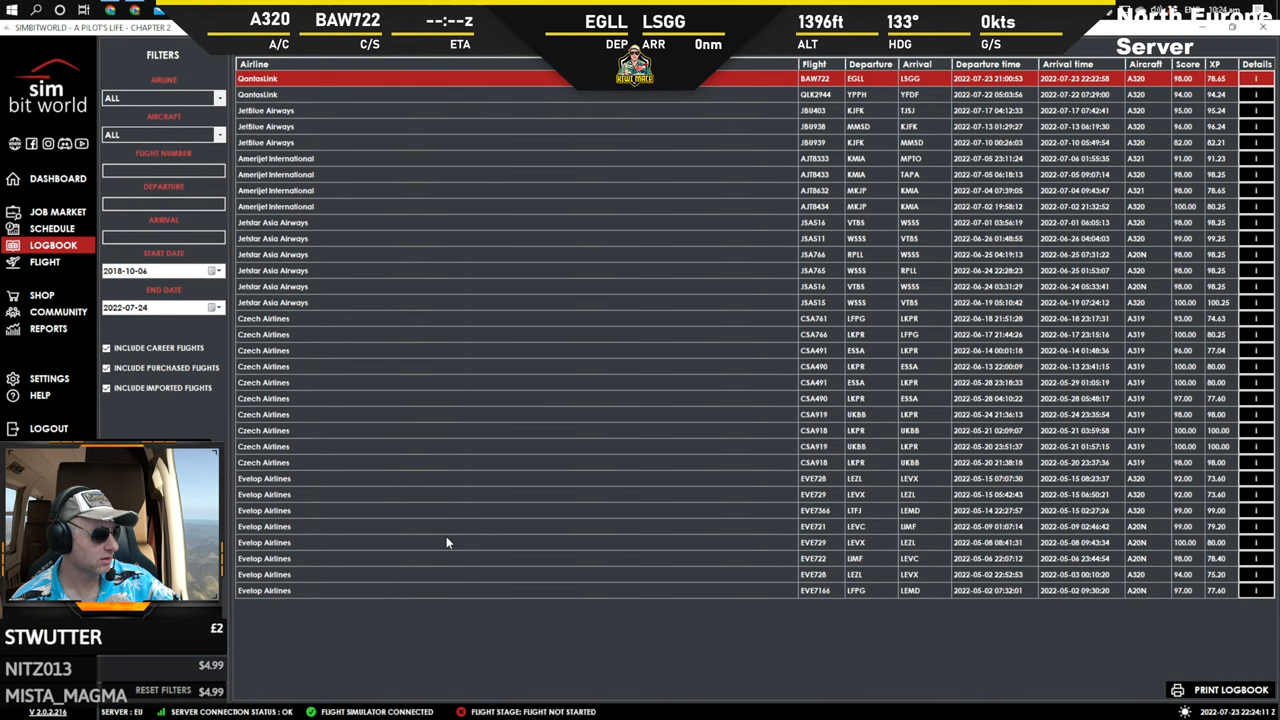 SIMBITWORLD - A PILOT'S LIFE - CHAPTER 2
A320 BAW722 --:--z EGLL LSGG 1396ft 133° 0kts
A/C C/S ETA DEP ARR 0nm ALT HDG G/S
North Europe
Server
10:24 am
KIWI MACE
sim
bit world
DASHBOARD
JOB MARKET
SCHEDULE
LOGBOOK
FLIGHT
SHOP
COMMUNITY
REPORTS
SETTINGS
HELP
LOGOUT
FILTERS
AIRLINE
ALL
AIRCRAFT
ALL
FLIGHT NUMBER
DEPARTURE
ARRIVAL
START DATE
2018-10-06
END DATE
2022-07-24
INCLUDE CAREER FLIGHTS
INCLUDE PURCHASED FLIGHTS
INCLUDE IMPORTED FLIGHTS
Airline Flight Departure Arrival Departure time Arrival time Aircraft Score XP Details
QantasLink BAW722 EGLL LSGG 2022-07-23 21:00:53 2022-07-23 22:22:58 A320 98.00 78.65 i
QantasLink QLK2944 YPPH YFDF 2022-07-22 05:03:56 2022-07-22 07:29:00 A320 94.00 94.24 i
JetBlue Airways JBU403 KJFK TJSJ 2022-07-17 04:12:33 2022-07-17 07:42:41 A320 95.00 95.24 i
JetBlue Airways JBU938 MMSD KJFK 2022-07-13 01:29:27 2022-07-13 06:19:30 A320 96.00 96.24 i
JetBlue Airways JBU939 KJFK MMSD 2022-07-10 00:26:03 2022-07-10 05:49:54 A320 82.00 82.21 i
Amerijet International AJT8333 KMIA MPTO 2022-07-05 23:11:24 2022-07-06 01:55:35 A321 91.00 91.23 i
Amerijet International AJT8433 KMIA TAPA 2022-07-05 06:18:13 2022-07-05 09:07:14 A320 98.00 98.25 i
Amerijet International AJT8632 MKJP KMIA 2022-07-04 07:39:05 2022-07-04 09:43:47 A321 98.00 78.65 i
Amerijet International AJT8434 MKJP KMIA 2022-07-02 19:58:12 2022-07-02 21:32:52 A320 100.00 80.25 i
Jetstar Asia Airways JSA516 VTBS WSSS 2022-07-01 03:56:19 2022-07-01 06:05:13 A320 98.00 98.25 i
Jetstar Asia Airways JSA511 WSSS VTBS 2022-06-26 01:48:55 2022-06-26 04:04:03 A320 99.00 99.25 i
Jetstar Asia Airways JSA766 RPLL WSSS 2022-06-25 04:19:13 2022-06-25 07:31:22 A20N 98.00 98.25 i
Jetstar Asia Airways JSA765 WSSS RPLL 2022-06-24 22:28:23 2022-06-25 01:53:07 A320 98.00 98.25 i
Jetstar Asia Airways JSA516 VTBS WSSS 2022-06-24 03:31:29 2022-06-24 05:33:41 A20N 98.00 98.25 i
Jetstar Asia Airways JSA515 WSSS VTBS 2022-06-19 05:10:42 2022-06-19 07:24:12 A320 100.00 100.25 i
Czech Airlines CSA761 LFPG LKPR 2022-06-18 21:51:28 2022-06-18 23:17:31 A319 93.00 74.63 i
Czech Airlines CSA766 LKPR LFPG 2022-06-17 21:44:26 2022-06-17 23:15:16 A319 100.00 80.25 i
Czech Airlines CSA491 ESSA LKPR 2022-06-14 00:01:18 2022-06-14 01:48:36 A319 96.00 77.04 i
Czech Airlines CSA490 LKPR ESSA 2022-06-13 22:00:09 2022-06-13 23:41:15 A319 100.00 80.00 i
Czech Airlines CSA491 ESSA LKPR 2022-05-28 23:18:33 2022-05-29 01:05:19 A319 100.00 80.00 i
Czech Airlines CSA490 LKPR ESSA 2022-05-28 04:10:22 2022-05-28 05:48:17 A319 97.00 77.60 i
Czech Airlines CSA919 UKBB LKPR 2022-05-24 21:36:13 2022-05-24 23:35:54 A319 98.00 98.00 i
Czech Airlines CSA918 LKPR UKBB 2022-05-21 02:09:07 2022-05-21 03:59:58 A319 100.00 100.00 i
Czech Airlines CSA919 UKBB LKPR 2022-05-20 23:51:37 2022-05-21 01:57:15 A319 100.00 100.00 i
Czech Airlines CSA918 LKPR UKBB 2022-05-20 21:38:18 2022-05-20 23:37:36 A319 98.00 98.00 i
Evelop Airlines EVE728 LEZL LEVX 2022-05-15 07:07:30 2022-05-15 08:23:37 A320 92.00 73.60 i
Evelop Airlines EVE729 LEVX LEZL 2022-05-15 05:42:43 2022-05-15 06:50:21 A320 92.00 73.60 i
Evelop Airlines EVE7366 LTFJ LEMD 2022-05-14 22:27:57 2022-05-15 02:27:26 A320 99.00 99.00 i
Evelop Airlines EVE721 LEVC LIMF 2022-05-09 01:07:14 2022-05-09 02:46:42 A20N 99.00 79.20 i
Evelop Airlines EVE729 LEVX LEZL 2022-05-08 08:41:31 2022-05-08 09:43:34 A20N 100.00 80.00 i
Evelop Airlines EVE722 LIMF LEVC 2022-05-06 22:07:12 2022-05-06 23:44:54 A20N 98.00 78.40 i
Evelop Airlines EVE728 LEZL LEVX 2022-05-02 22:52:53 2022-05-03 00:10:20 A320 94.00 75.20 i
Evelop Airlines EVE7166 LFPG LEMD 2022-05-02 07:32:01 2022-05-02 09:30:20 A20N 97.00 77.60 i
STWUTTER £2
NITZ013 $4.99
MISTA_MAGMA $4.99
RESET FILTERS
PRINT LOGBOOK
V 2.0.2.216 SERVER : EU SERVER CONNECTION STATUS : OK FLIGHT SIMULATOR CONNECTED FLIGHT STAGE: FLIGHT NOT STARTED 2022-07-23 22:24:11 Z